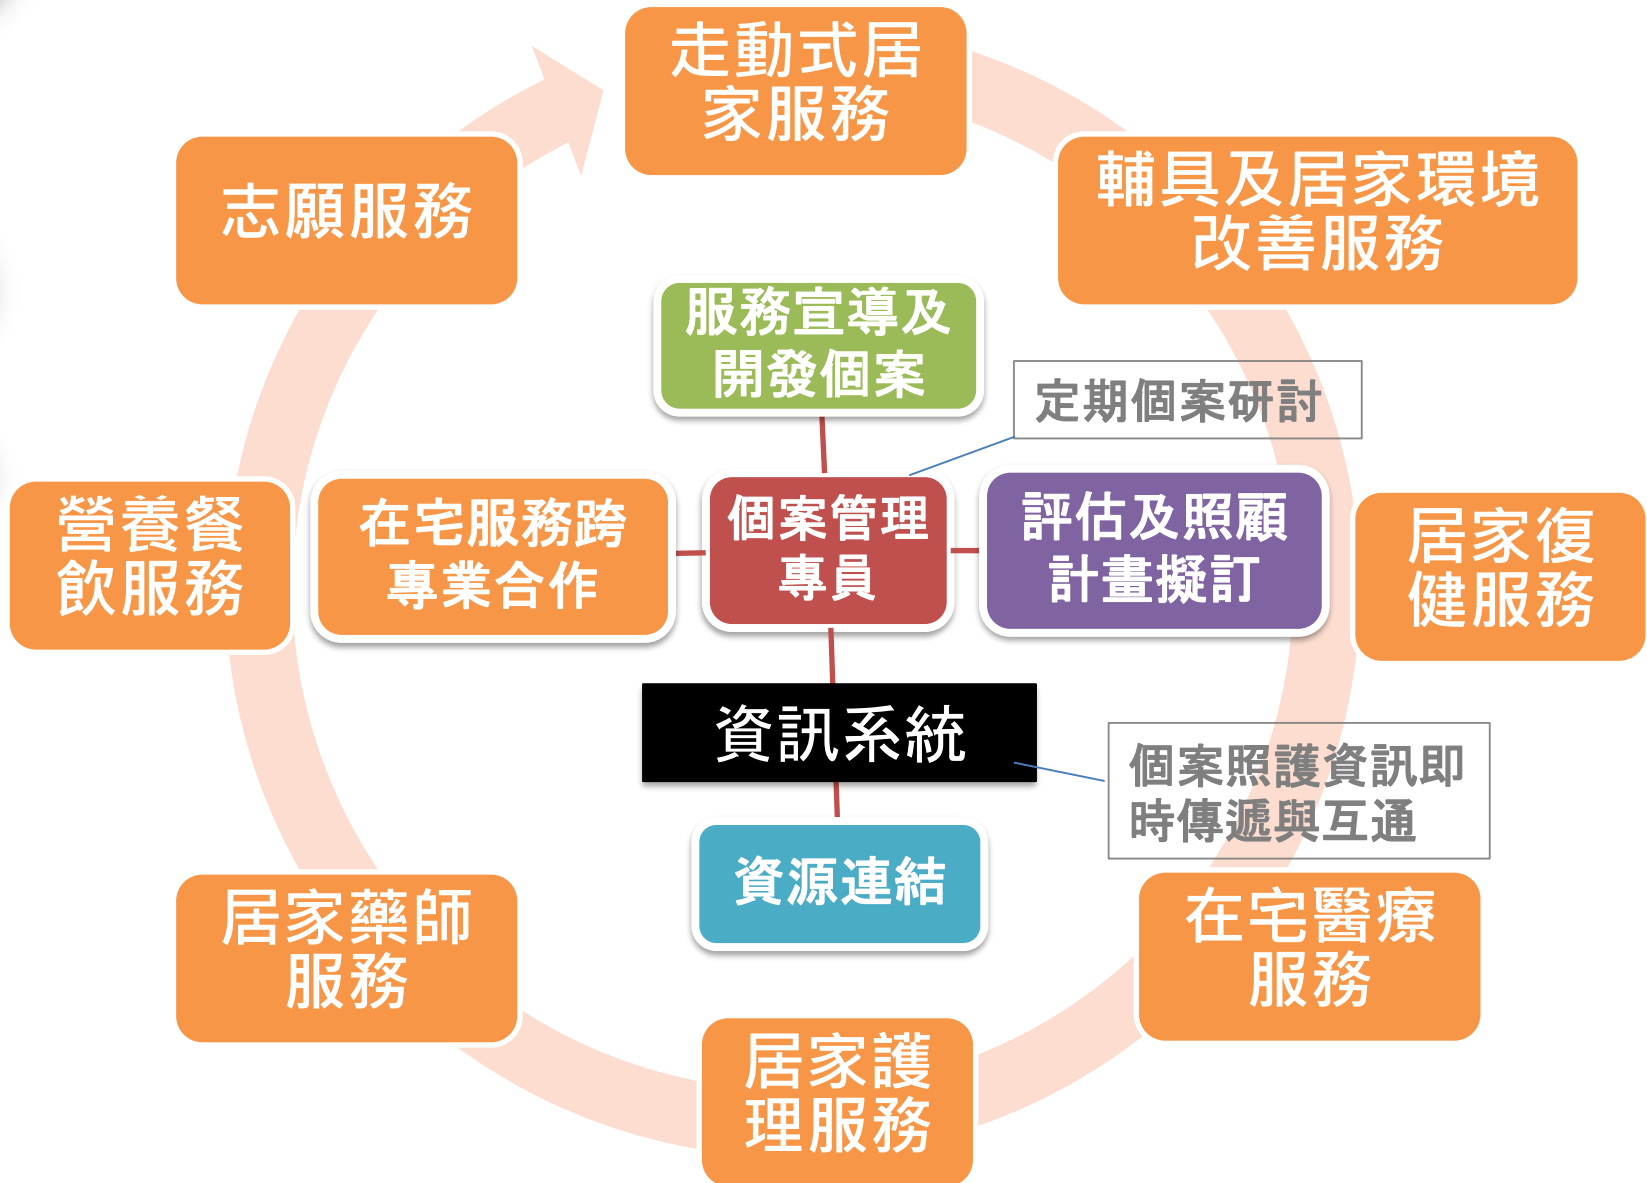 走動式居
家服務
輔具及居家環境
改善服務
志願服務
服務宣導及
開發個案
定期個案研討
營養餐
飲服務
在宅服務跨
專業合作
個案管理
專員
評估及照顧
計畫擬訂
居家復
健服務
資訊系統
個案照護資訊即
時傳遞與互通
資源連結
居家藥師
服務
在宅醫療
服務
居家護
理服務